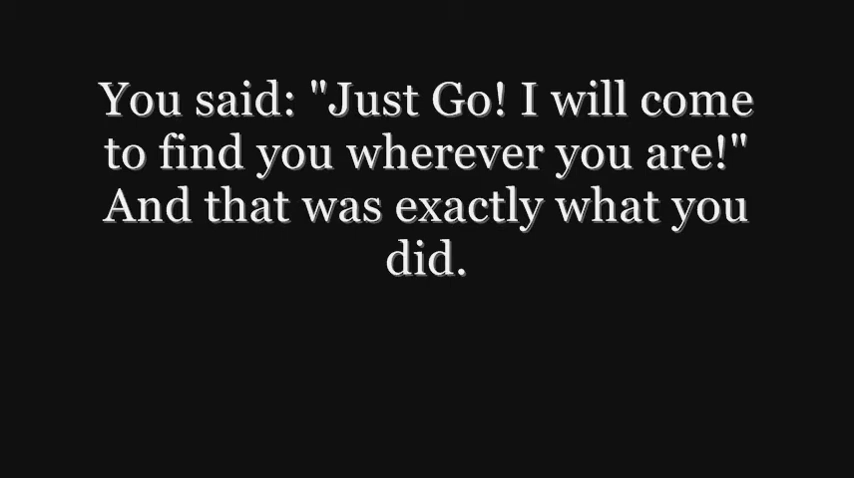 You said: "Just Go! I will come
to find you wherever you are!"
And that was exactly what you
did.